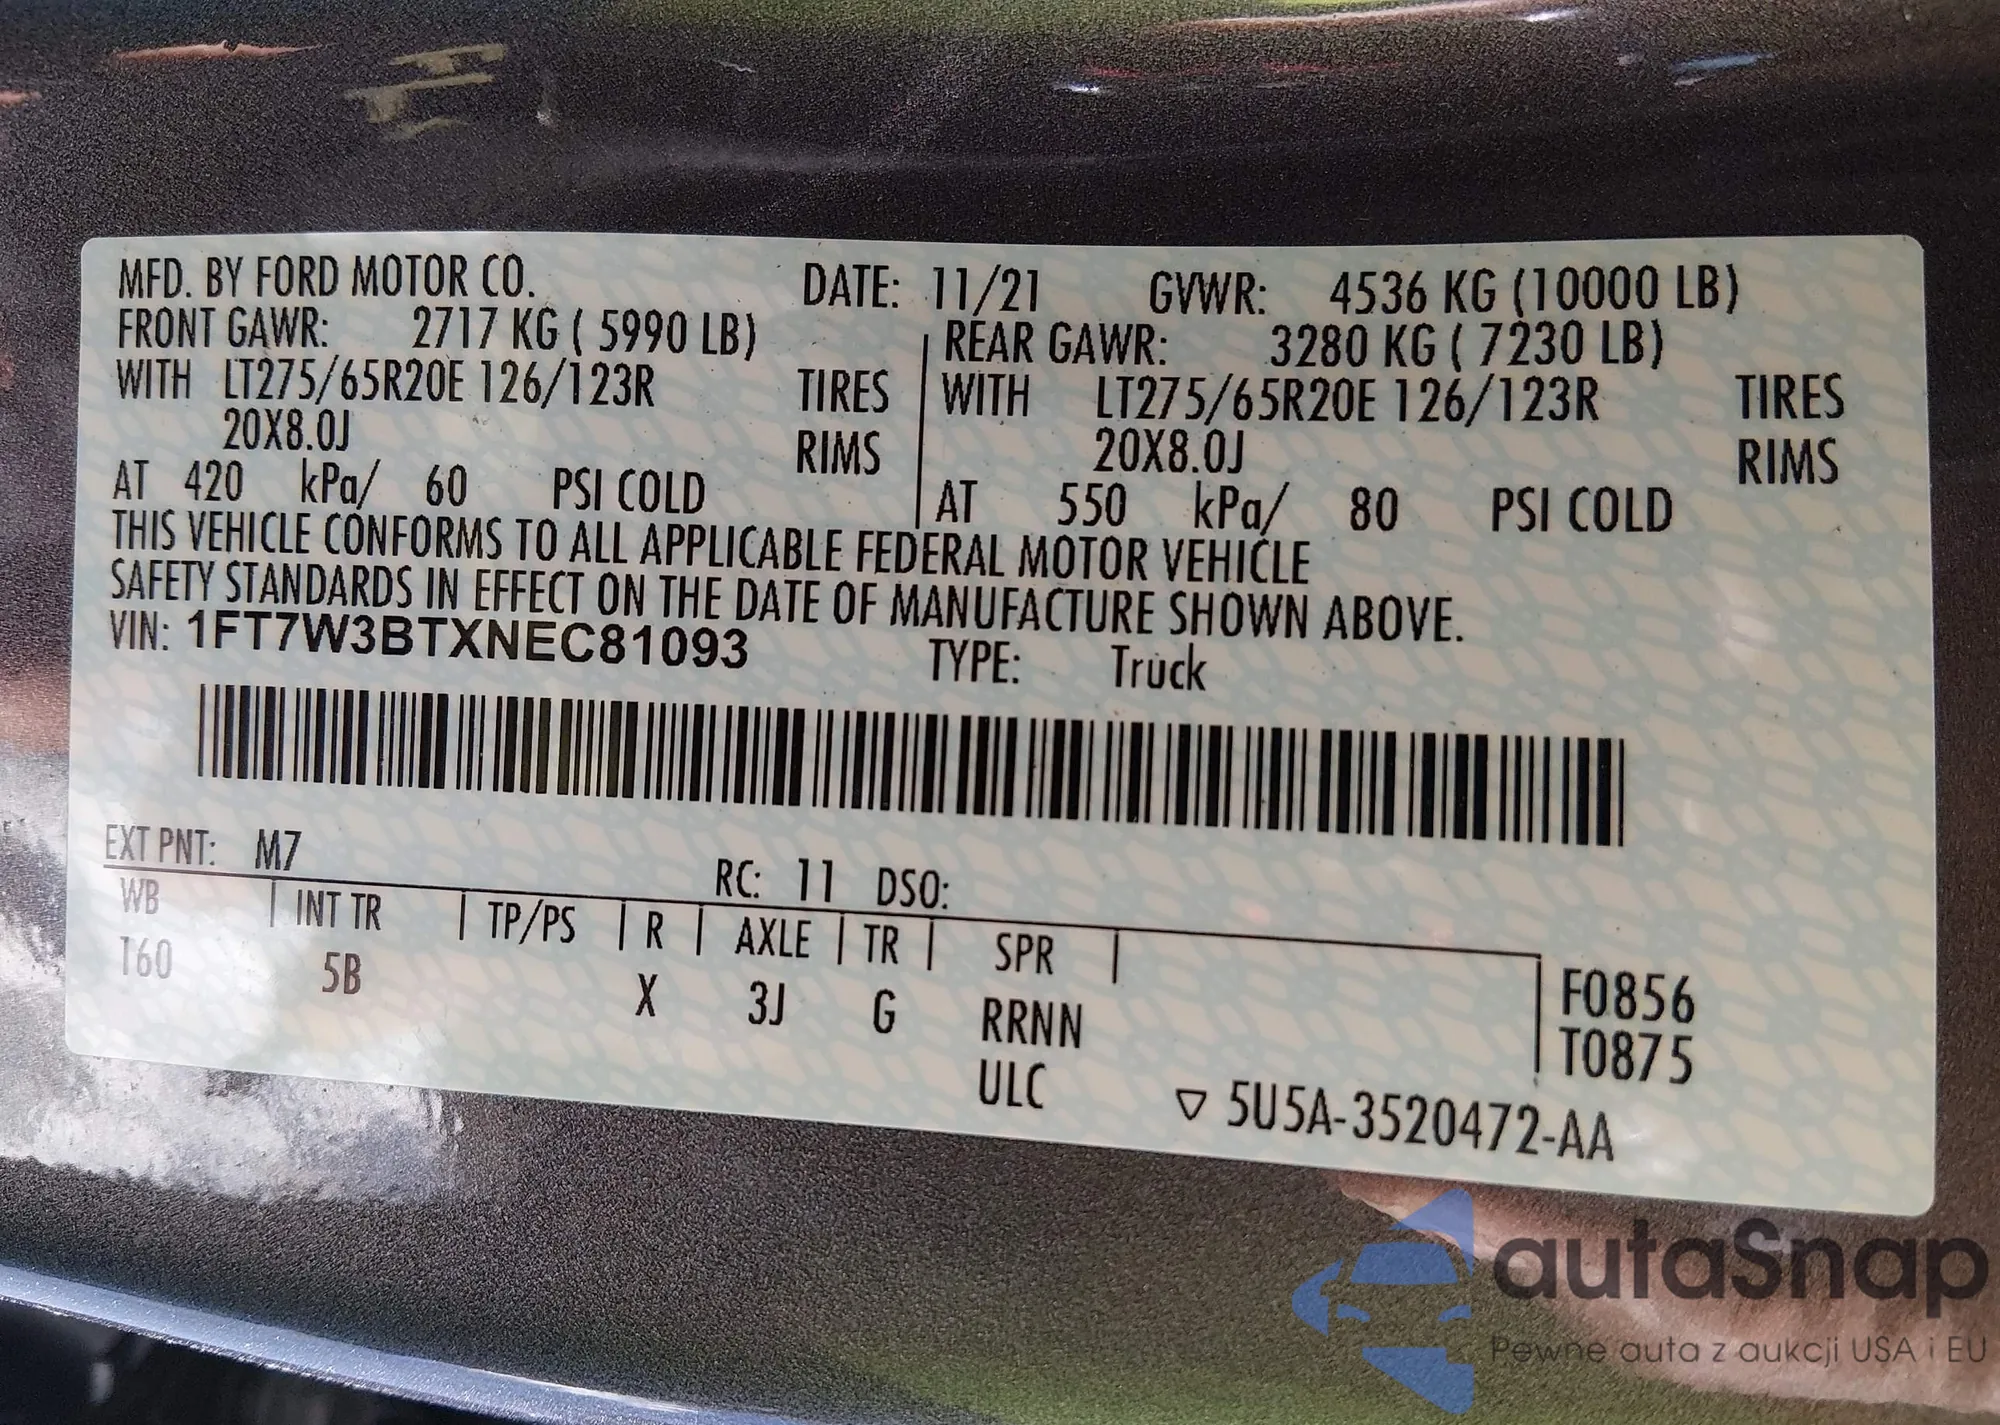 MFD. BY FORD MOTOR CO. DATE: 11/21 GVWR: 4536 KG (10000 LB)
FRONT GAWR: 2717 KG ( 5990 LB) REAR GAWR: 3280 KG ( 7230 LB)
WITH LT275/65R20E 126/123R TIRES WITH LT275/65R20E 126/123R TIRES
20X8.0J RIMS 20X8.0J RIMS
AT 420 kPa/ 60 PSI COLD AT 550 kPa/ 80 PSI COLD
THIS VEHICLE CONFORMS TO ALL APPLICABLE FEDERAL MOTOR VEHICLE
SAFETY STANDARDS IN EFFECT ON THE DATE OF MANUFACTURE SHOWN ABOVE.
VIN: 1FT7W3BTXNEC81093 TYPE: Truck
EXT PNT: M7 RC: 11 DSO:
WB INT TR TP/PS R AXLE TR SPR
T60 5B X 3J G RRNN F0856
ULC T0875
▽ 5U5A-3520472-AA
autaSnap
Pewne auta z aukcji USA i EU